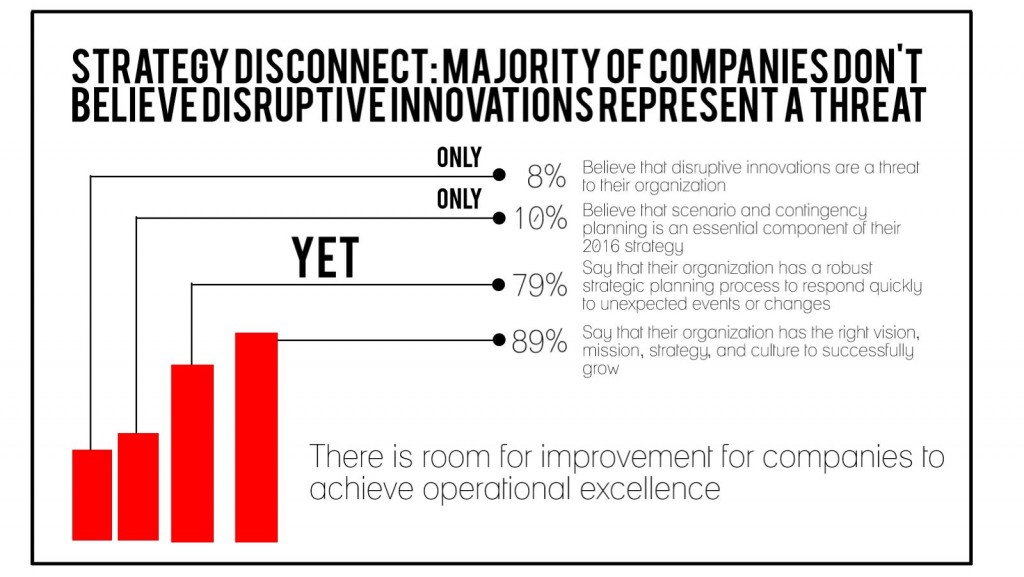 STRATEGY DISCONNECT: MAJORITY OF COMPANIES DON'T
BELIEVE DISRUPTIVE INNOVATIONS REPRESENT A THREAT
ONLY
8%
Believe that disruptive innovations are a threat
to their organization
ONLY
10%
Believe that scenario and contingency
planning is an essential component of their
2016 strategy
YET
79%
Say that their organization has a robust
strategic planning process to respond quickly
to unexpected events or changes
89%
Say that their organization has the right vision,
mission, strategy, and culture to successfully
grow
There is room for improvement for companies to
achieve operational excellence